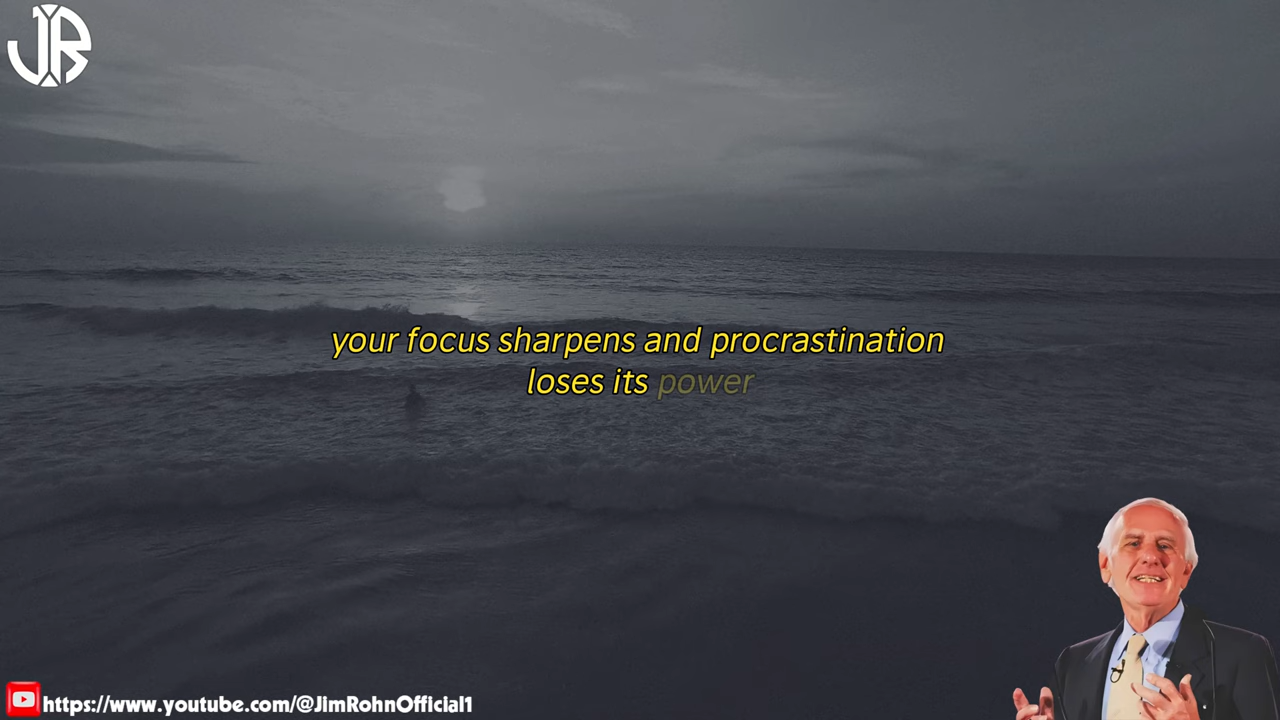 JR
your focus sharpens and procrastination
loses its power
https://www.youtube.com/@JimRohnOfficial1